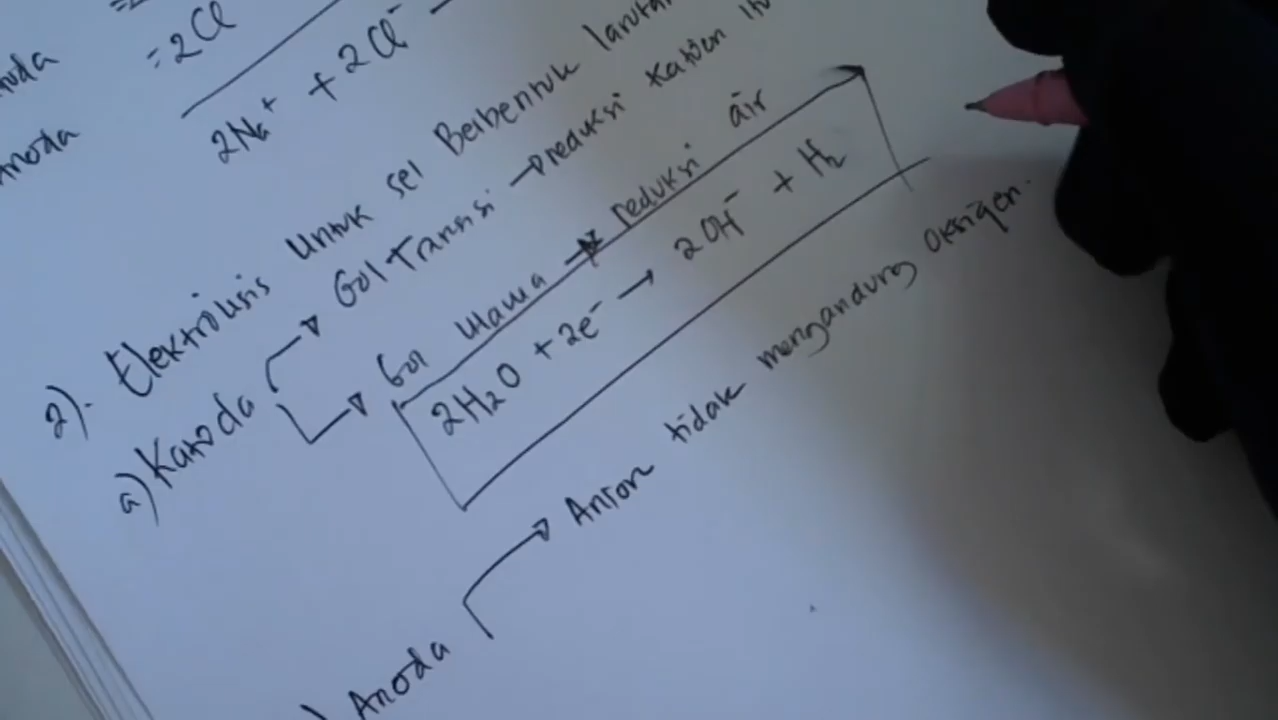 = 2Cl
Anoda
2Na⁺ + 2Cl⁻
2). Elektrolisis Untuk sel Berbentuk
a) Katoda
Gol Transisi → reduksi Kation
Gol Utama → reduksi air
2H₂O + 2e⁻ → 2OH⁻ + H₂
Anoda
Anion tidak mengandung Oksigen.